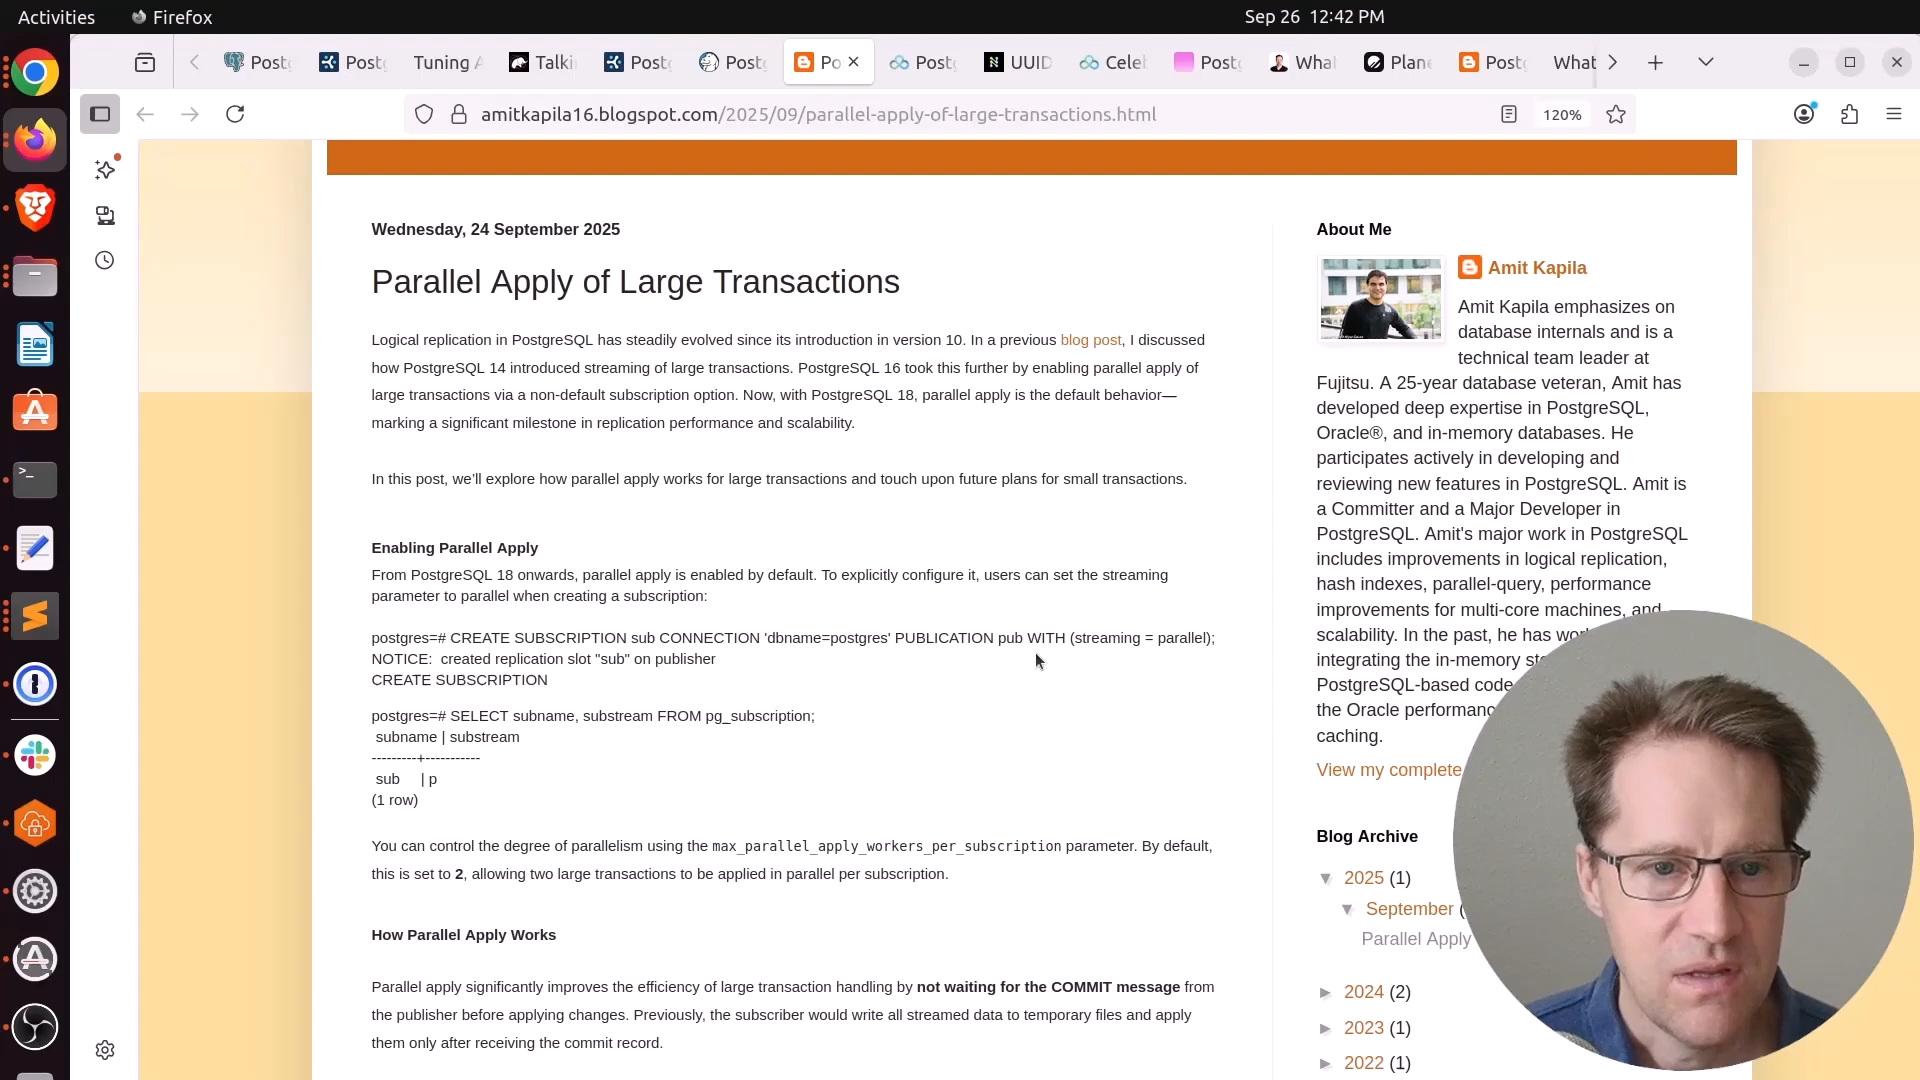 Activities
Firefox
Sep 26 12:42 PM
Postg
Postg
Tuning A
Talki
Postg
Postg
Po
Postg
UUID
Celeb
Postg
What
Plane
Postg
What
amitkapila16.blogspot.com/2025/09/parallel-apply-of-large-transactions.html
120%
Wednesday, 24 September 2025
Parallel Apply of Large Transactions
Logical replication in PostgreSQL has steadily evolved since its introduction in version 10. In a previous blog post, I discussed
how PostgreSQL 14 introduced streaming of large transactions. PostgreSQL 16 took this further by enabling parallel apply of
large transactions via a non-default subscription option. Now, with PostgreSQL 18, parallel apply is the default behavior—
marking a significant milestone in replication performance and scalability.
In this post, we’ll explore how parallel apply works for large transactions and touch upon future plans for small transactions.
Enabling Parallel Apply
From PostgreSQL 18 onwards, parallel apply is enabled by default. To explicitly configure it, users can set the streaming
parameter to parallel when creating a subscription:
postgres=# CREATE SUBSCRIPTION sub CONNECTION 'dbname=postgres' PUBLICATION pub WITH (streaming = parallel);
NOTICE:  created replication slot "sub" on publisher
CREATE SUBSCRIPTION
postgres=# SELECT subname, substream FROM pg_subscription;
subname | substream
---------+-----------
sub     | p
(1 row)
You can control the degree of parallelism using the max_parallel_apply_workers_per_subscription parameter. By default,
this is set to 2, allowing two large transactions to be applied in parallel per subscription.
How Parallel Apply Works
Parallel apply significantly improves the efficiency of large transaction handling by not waiting for the COMMIT message from
the publisher before applying changes. Previously, the subscriber would write all streamed data to temporary files and apply
them only after receiving the commit record.
About Me
Amit Kapila
Amit Kapila emphasizes on
database internals and is a
technical team leader at
Fujitsu. A 25-year database veteran, Amit has
developed deep expertise in PostgreSQL,
Oracle®, and in-memory databases. He
participates actively in developing and
reviewing new features in PostgreSQL. Amit is
a Committer and a Major Developer in
PostgreSQL. Amit's major work in PostgreSQL
includes improvements in logical replication,
hash indexes, parallel-query, performance
improvements for multi-core machines, and
scalability. In the past, he has
integrating the in-memory
PostgreSQL-based code
the Oracle
caching.
View my complete
Blog Archive
▼ 2025 (1)
▼ September (
Parallel Apply
► 2024 (2)
► 2023 (1)
► 2022 (1)